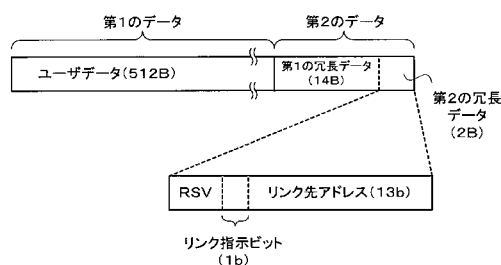 第1のデータ
第2のデータ
ユーザデータ(512B)
第1の冗長データ
(14B)
第2の冗長
データ
(2B)
RSV
リンク先アドレス(13b)
リンク指示ビット
(1b)